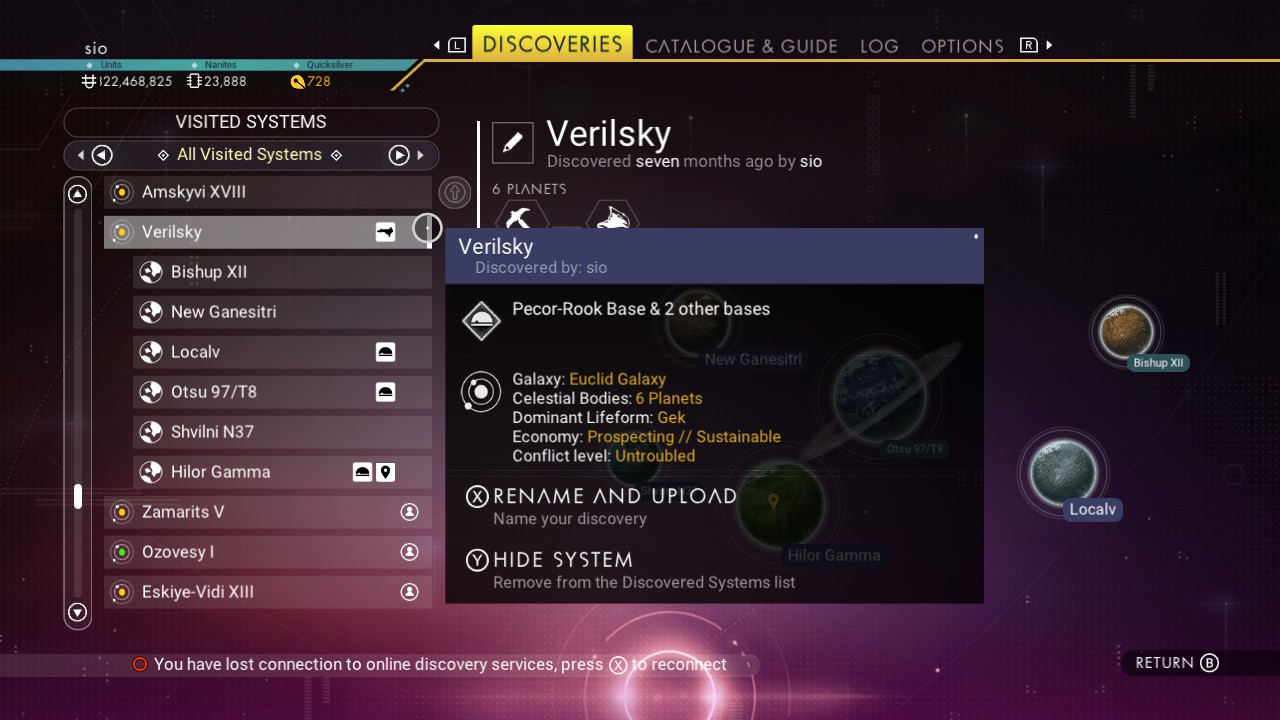 sio
L
DISCOVERIES
CATALOGUE & GUIDE
LOG
OPTIONS
R
Units
Nanites
Quicksilver
322,468,825
23,888
728
VISITED SYSTEMS
All Visited Systems
Amskyvi XVIII
Verilsky
Bishup XII
New Ganesitri
Localv
Otsu 97/T8
Shvilni N37
Hilor Gamma
Zamarits V
Ozovesy I
Eskiye-Vidi XIII
Verilsky
Discovered seven months ago by sio
6 PLANETS
Verilsky
Discovered by: sio
Pecor-Rook Base & 2 other bases
Galaxy: Euclid Galaxy
Celestial Bodies: 6 Planets
Dominant Lifeform: Gek
Economy: Prospecting // Sustainable
Conflict level: Untroubled
X RENAME AND UPLOAD
Name your discovery
Y HIDE SYSTEM
Remove from the Discovered Systems list
New Ganesitri
Otsu 97/T8
Hilor Gamma
Bishup XII
Localv
You have lost connection to online discovery services, press X to reconnect
RETURN B